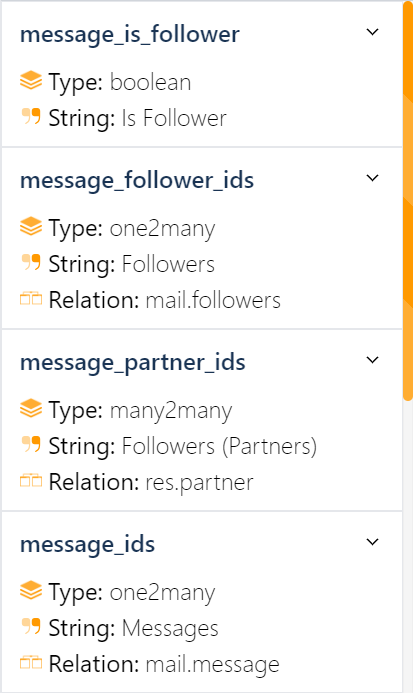 message_is_follower
Type: boolean
String: Is Follower
message_follower_ids
Type: one2many
String: Followers
Relation: mail.followers
message_partner_ids
Type: many2many
String: Followers (Partners)
Relation: res.partner
message_ids
Type: one2many
String: Messages
Relation: mail.message